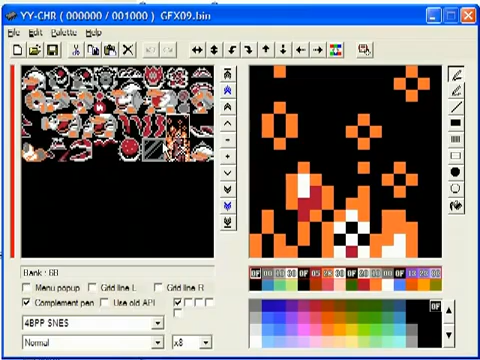 YY-CHR ( 000000 / 001000 ) GFX09.bin
File Edit Palette Help
Bank : 6B
Menu popup Grid line L Grid line R
Complement pen Use old API
4BPP SNES
Normal x8
0F